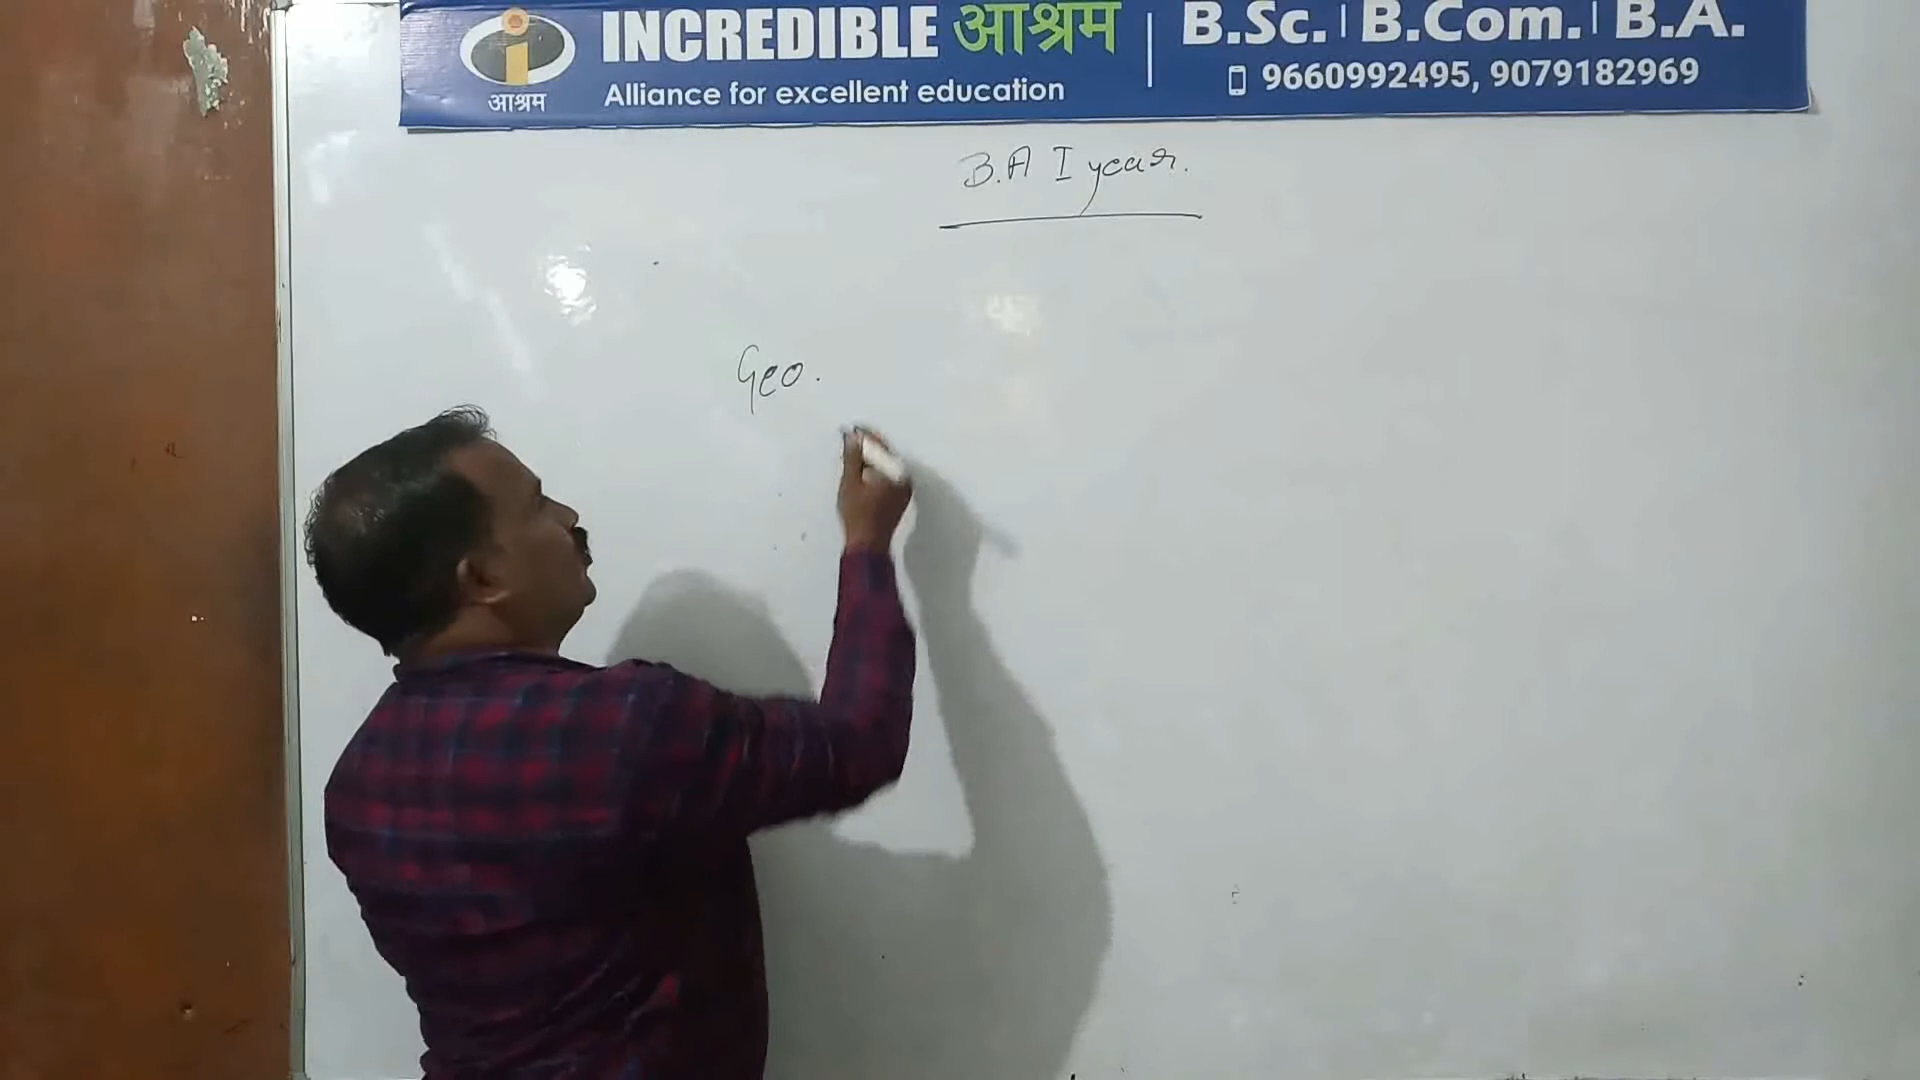 INCREDIBLE आश्रम
Alliance for excellent education
आश्रम
B.Sc. | B.Com. | B.A.
9660992495, 9079182969
B.A I year.
Geo.